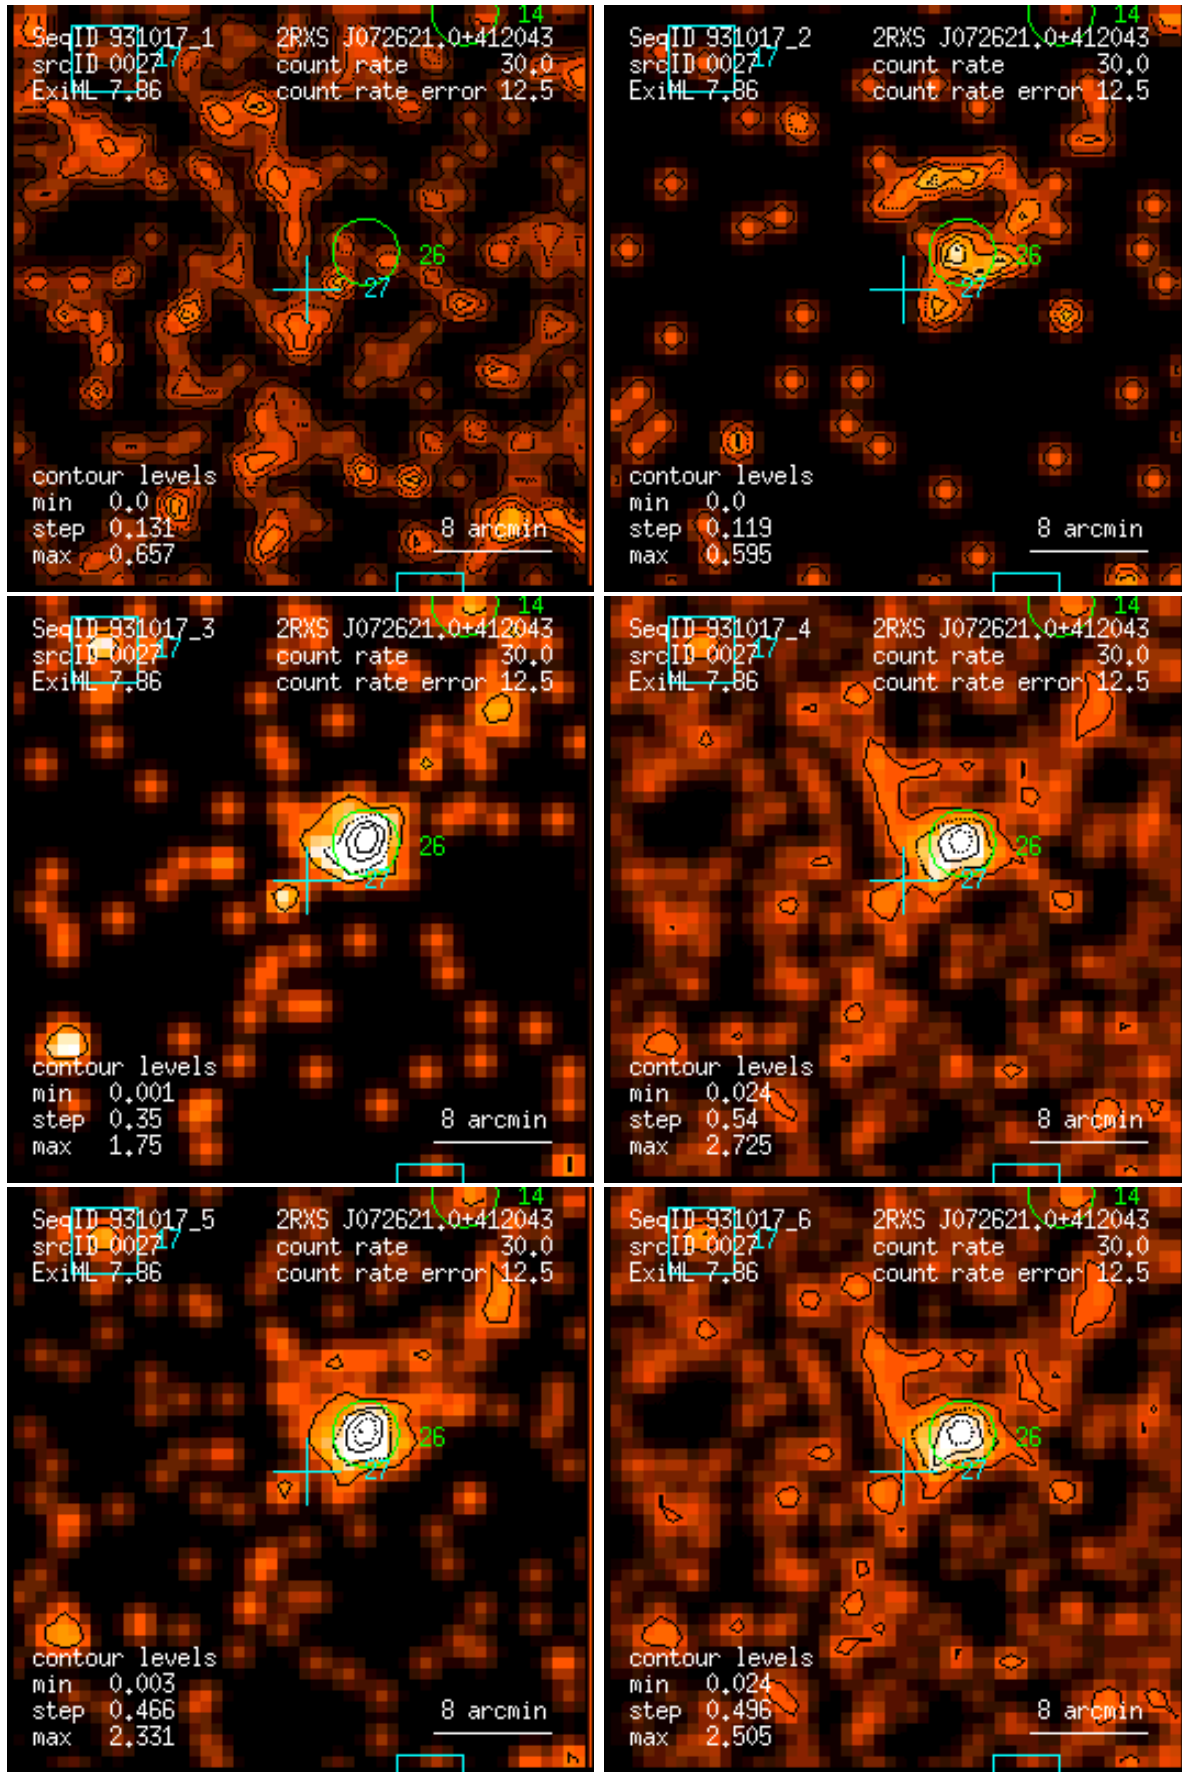 14
SeqID 931017_1 2RXS J072621.0+412043
srcID 0027 17 count rate 30.0
ExiML 7.86 count rate error 12.5
26
27
contour levels
min 0.0
step 0.131 8 arcmin
max 0.657
14
SeqID 931017_2 2RXS J072621.0+412043
srcID 0027 17 count rate 30.0
ExiML 7.86 count rate error 12.5
26
27
contour levels
min 0.0
step 0.119 8 arcmin
max 0.595
14
SeqID 931017_3 2RXS J072621.0+412043
srcID 0027 17 count rate 30.0
ExiML 7.86 count rate error 12.5
26
27
contour levels
min 0.001
step 0.35 8 arcmin
max 1.75
14
SeqID 931017_4 2RXS J072621.0+412043
srcID 0027 17 count rate 30.0
ExiML 7.86 count rate error 12.5
26
27
contour levels
min 0.024
step 0.54 8 arcmin
max 2.725
14
SeqID 931017_5 2RXS J072621.0+412043
srcID 0027 17 count rate 30.0
ExiML 7.86 count rate error 12.5
26
27
contour levels
min 0.003
step 0.466 8 arcmin
max 2.331
14
SeqID 931017_6 2RXS J072621.0+412043
srcID 0027 17 count rate 30.0
ExiML 7.86 count rate error 12.5
26
27
contour levels
min 0.024
step 0.496 8 arcmin
max 2.505